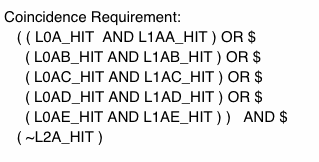 Coincidence Requirement:
( ( L0A_HIT AND L1AA_HIT ) OR $
( L0AB_HIT AND L1AB_HIT ) OR $
( L0AC_HIT AND L1AC_HIT ) OR $
( L0AD_HIT AND L1AD_HIT ) OR $
( L0AE_HIT AND L1AE_HIT ) ) AND $
( ~L2A_HIT )